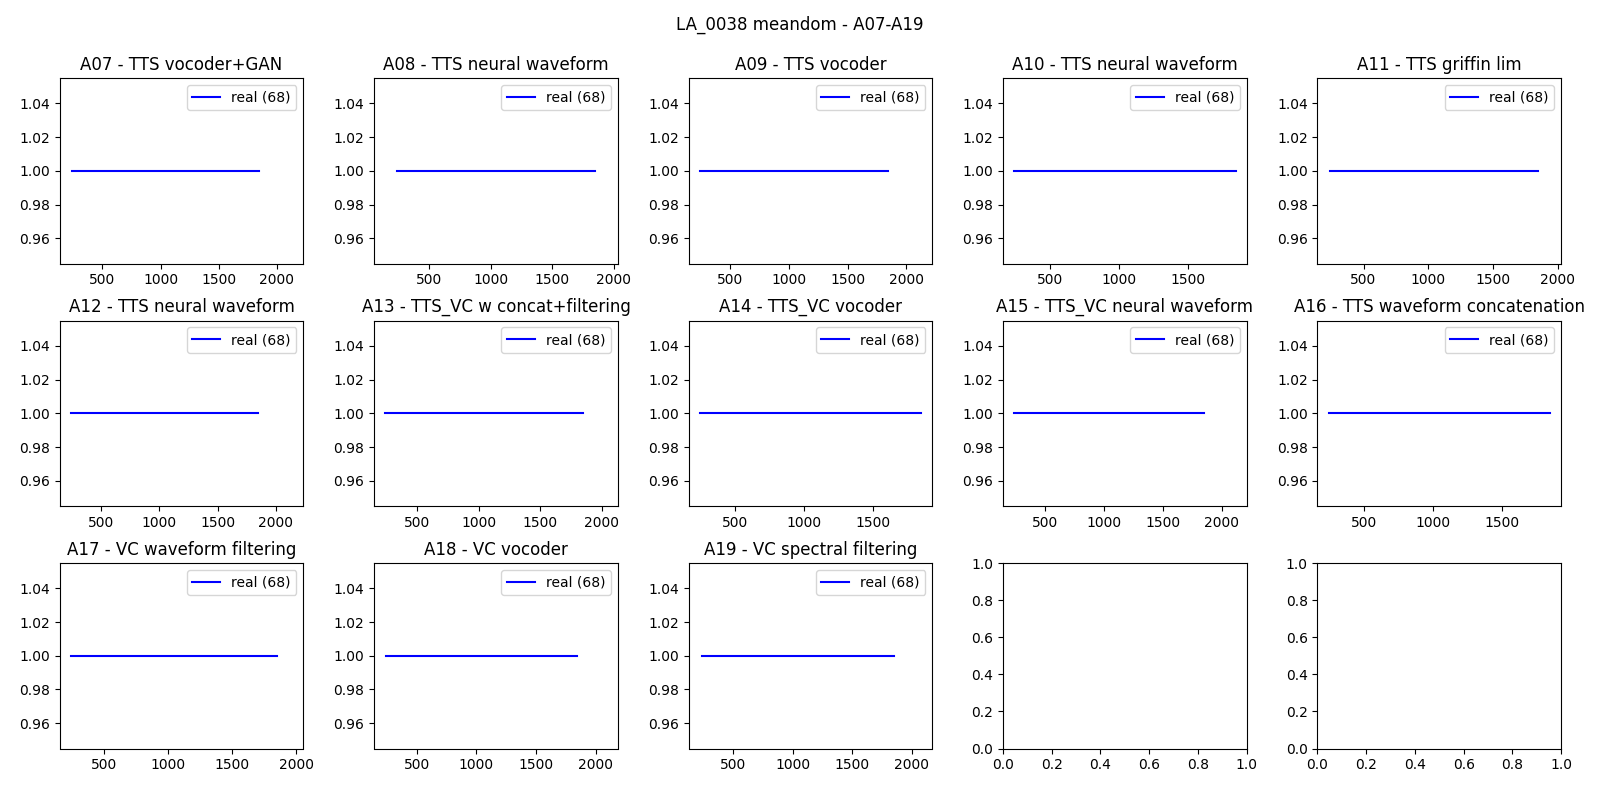 LA_0038 meandom - A07-A19
A07 - TTS vocoder+GAN
real (68)
1.04
1.02
1.00
0.98
0.96
500 1000 1500 2000
A08 - TTS neural waveform
real (68)
1.04
1.02
1.00
0.98
0.96
500 1000 1500 2000
A09 - TTS vocoder
real (68)
1.04
1.02
1.00
0.98
0.96
500 1000 1500 2000
A10 - TTS neural waveform
real (68)
1.04
1.02
1.00
0.98
0.96
500 1000 1500
A11 - TTS griffin lim
real (68)
1.04
1.02
1.00
0.98
0.96
500 1000 1500 2000
A12 - TTS neural waveform
real (68)
1.04
1.02
1.00
0.98
0.96
500 1000 1500 2000
A13 - TTS_VC w concat+filtering
real (68)
1.04
1.02
1.00
0.98
0.96
500 1000 1500 2000
A14 - TTS_VC vocoder
real (68)
1.04
1.02
1.00
0.98
0.96
500 1000 1500
A15 - TTS_VC neural waveform
real (68)
1.04
1.02
1.00
0.98
0.96
500 1000 1500 2000
A16 - TTS waveform concatenation
real (68)
1.04
1.02
1.00
0.98
0.96
500 1000 1500
A17 - VC waveform filtering
real (68)
1.04
1.02
1.00
0.98
0.96
500 1000 1500 2000
A18 - VC vocoder
real (68)
1.04
1.02
1.00
0.98
0.96
500 1000 1500 2000
A19 - VC spectral filtering
real (68)
1.04
1.02
1.00
0.98
0.96
500 1000 1500 2000
1.0
0.8
0.6
0.4
0.2
0.0
0.0 0.2 0.4 0.6 0.8 1.0
1.0
0.8
0.6
0.4
0.2
0.0
0.0 0.2 0.4 0.6 0.8 1.0